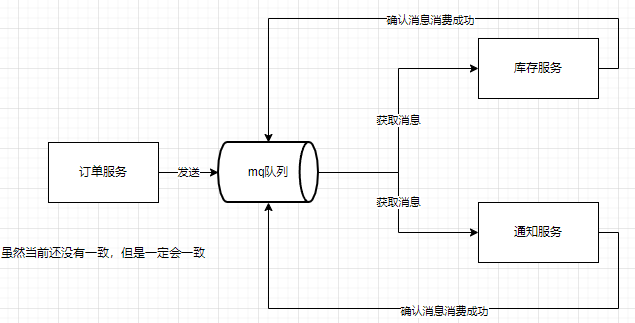 确认消息消费成功
库存服务
获取消息
订单服务
发送
mq队列
获取消息
通知服务
虽然当前还没有一致，但是一定会一致
确认消息消费成功